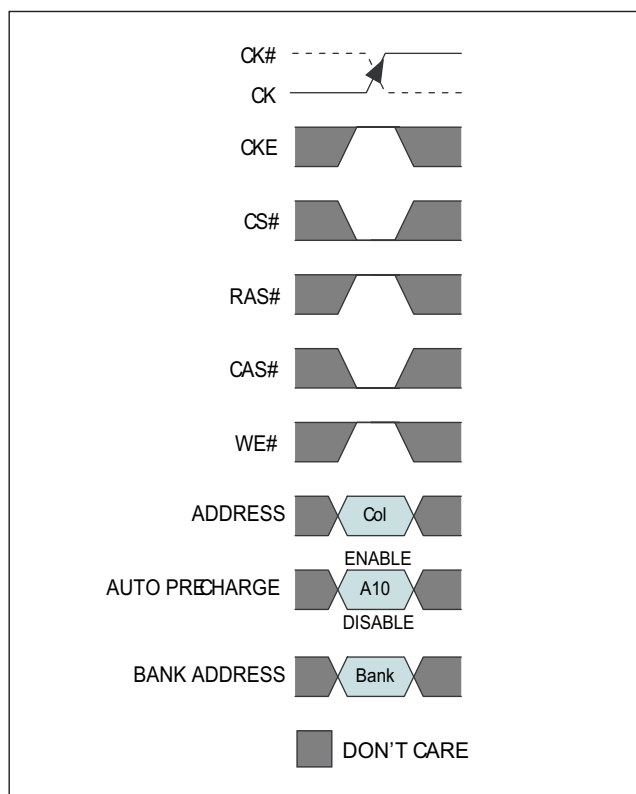 CK#
CK
CKE
CS#
RAS#
CAS#
WE#
ADDRESS Col
ENABLE
AUTO PRECHARGE A10
DISABLE
BANK ADDRESS Bank
DON'T CARE